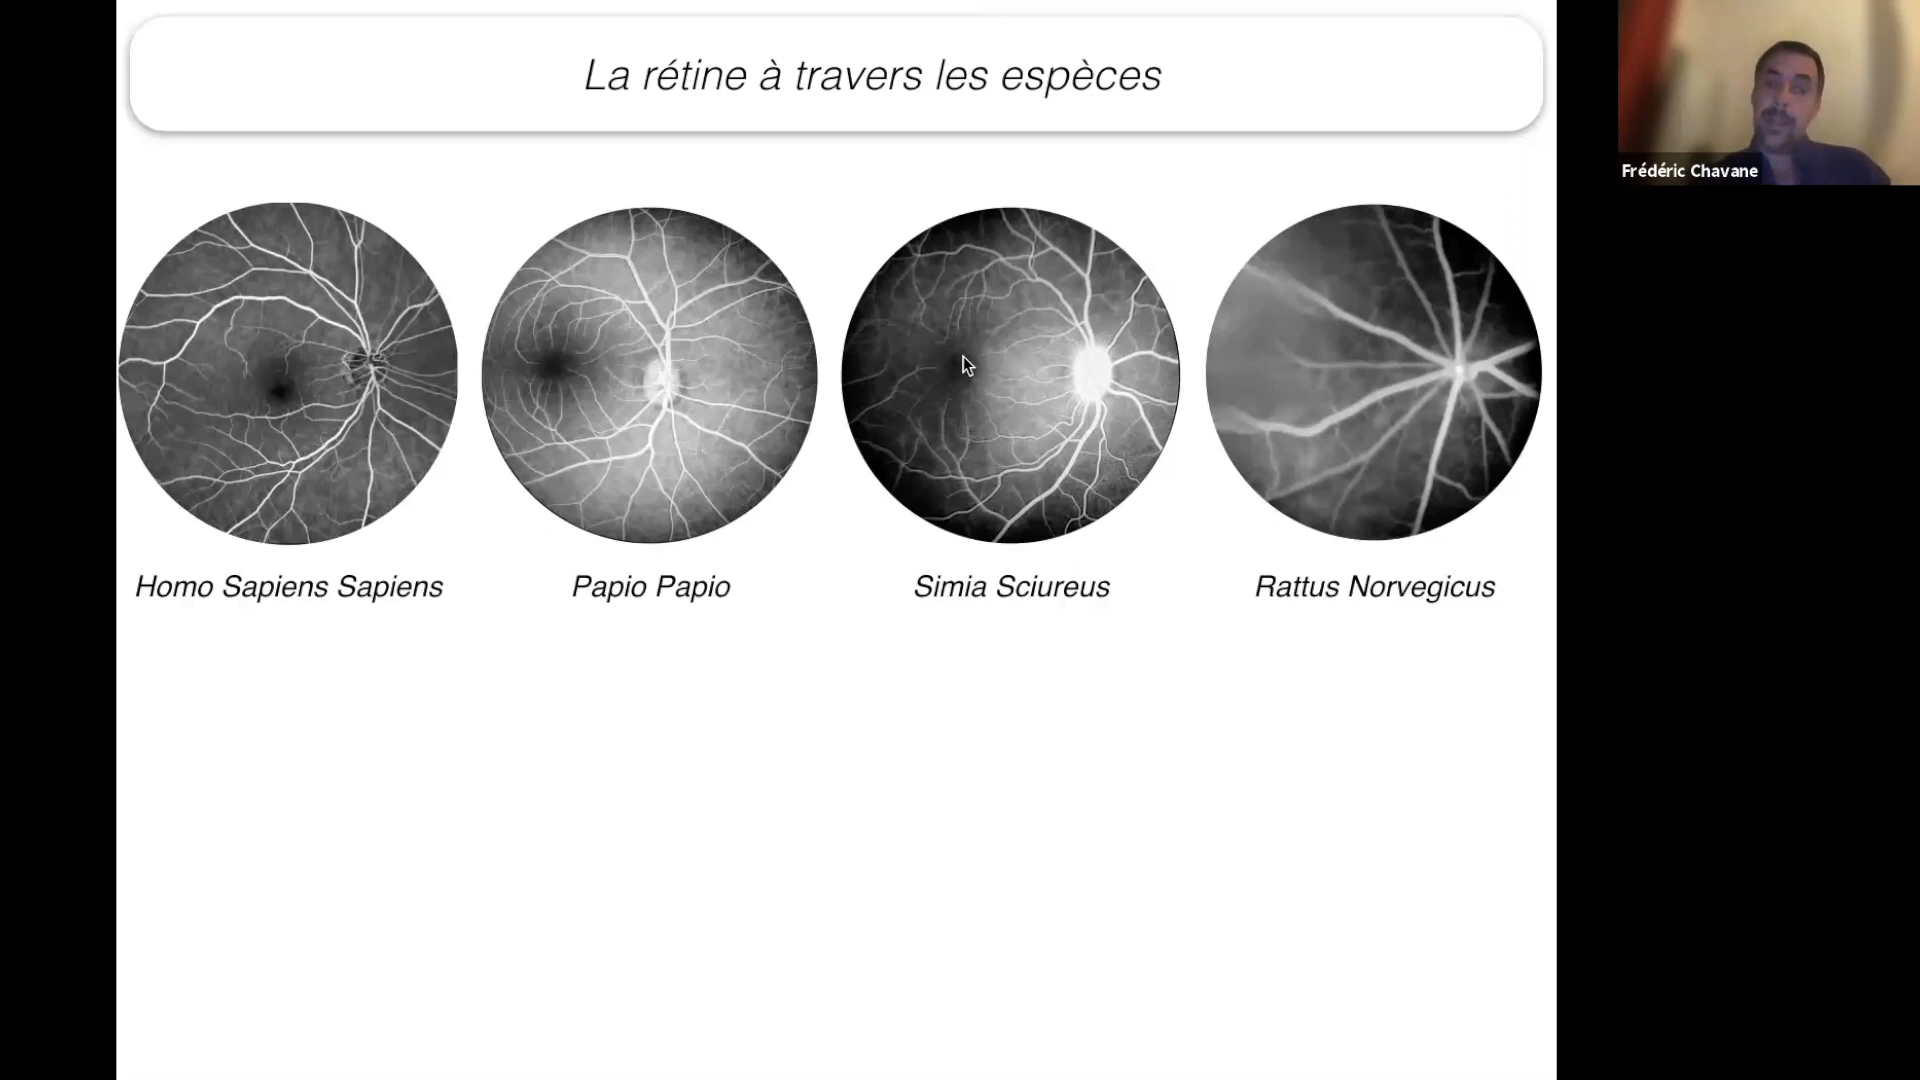 La rétine à travers les espèces
Frédéric Chavane
Homo Sapiens Sapiens
Papio Papio
Simia Sciureus
Rattus Norvegicus